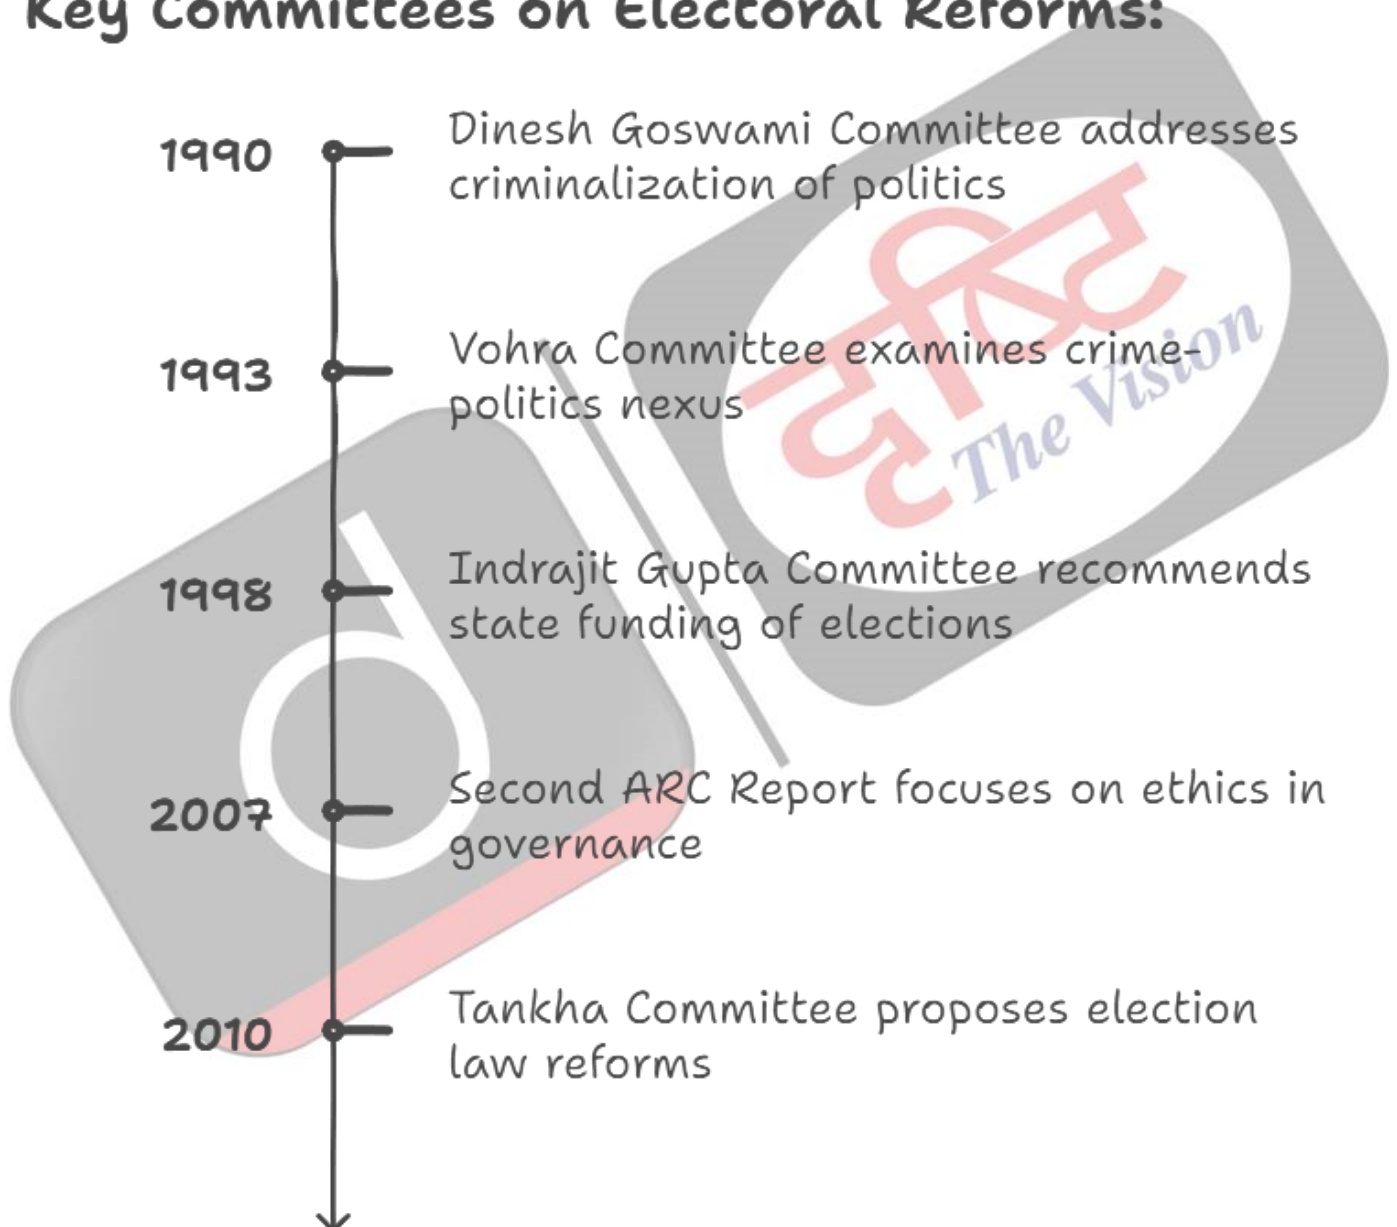 Key Committees on Electoral Reforms:
1990
Dinesh Goswami Committee addresses
criminalization of politics
1993
Vohra Committee examines crime-
politics nexus
1998
Indrajit Gupta Committee recommends
state funding of elections
2007
Second ARC Report focuses on ethics in
governance
2010
Tankha Committee proposes election
law reforms
d
दृष्टि
The Vision